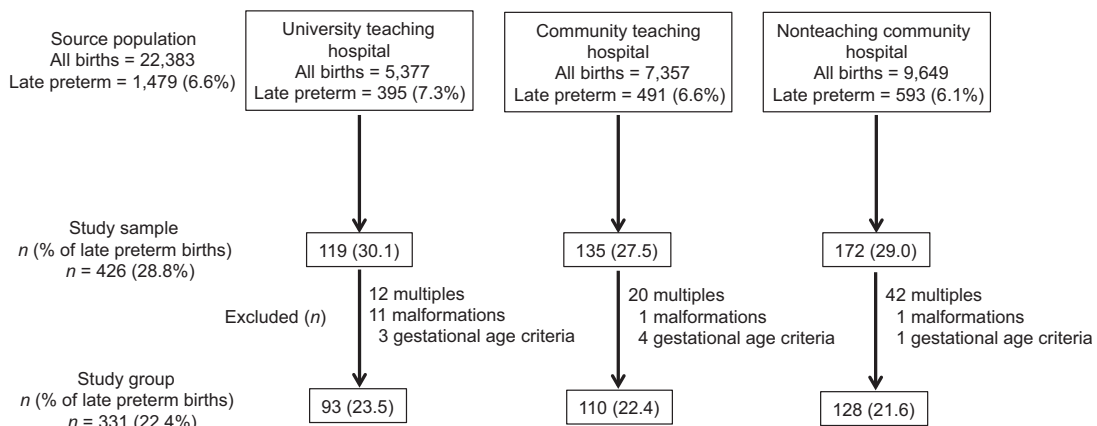 Source population
All births = 22,383
Late preterm = 1,479 (6.6%)
University teaching
hospital
All births = 5,377
Late preterm = 395 (7.3%)
Community teaching
hospital
All births = 7,357
Late preterm = 491 (6.6%)
Nonteaching community
hospital
All births = 9,649
Late preterm = 593 (6.1%)
Study sample
n (% of late preterm births)
n = 426 (28.8%)
119 (30.1)
135 (27.5)
172 (29.0)
Excluded (n)
12 multiples
11 malformations
3 gestational age criteria
20 multiples
1 malformations
4 gestational age criteria
42 multiples
1 malformations
1 gestational age criteria
Study group
n (% of late preterm births)
n = 331 (22.4%)
93 (23.5)
110 (22.4)
128 (21.6)